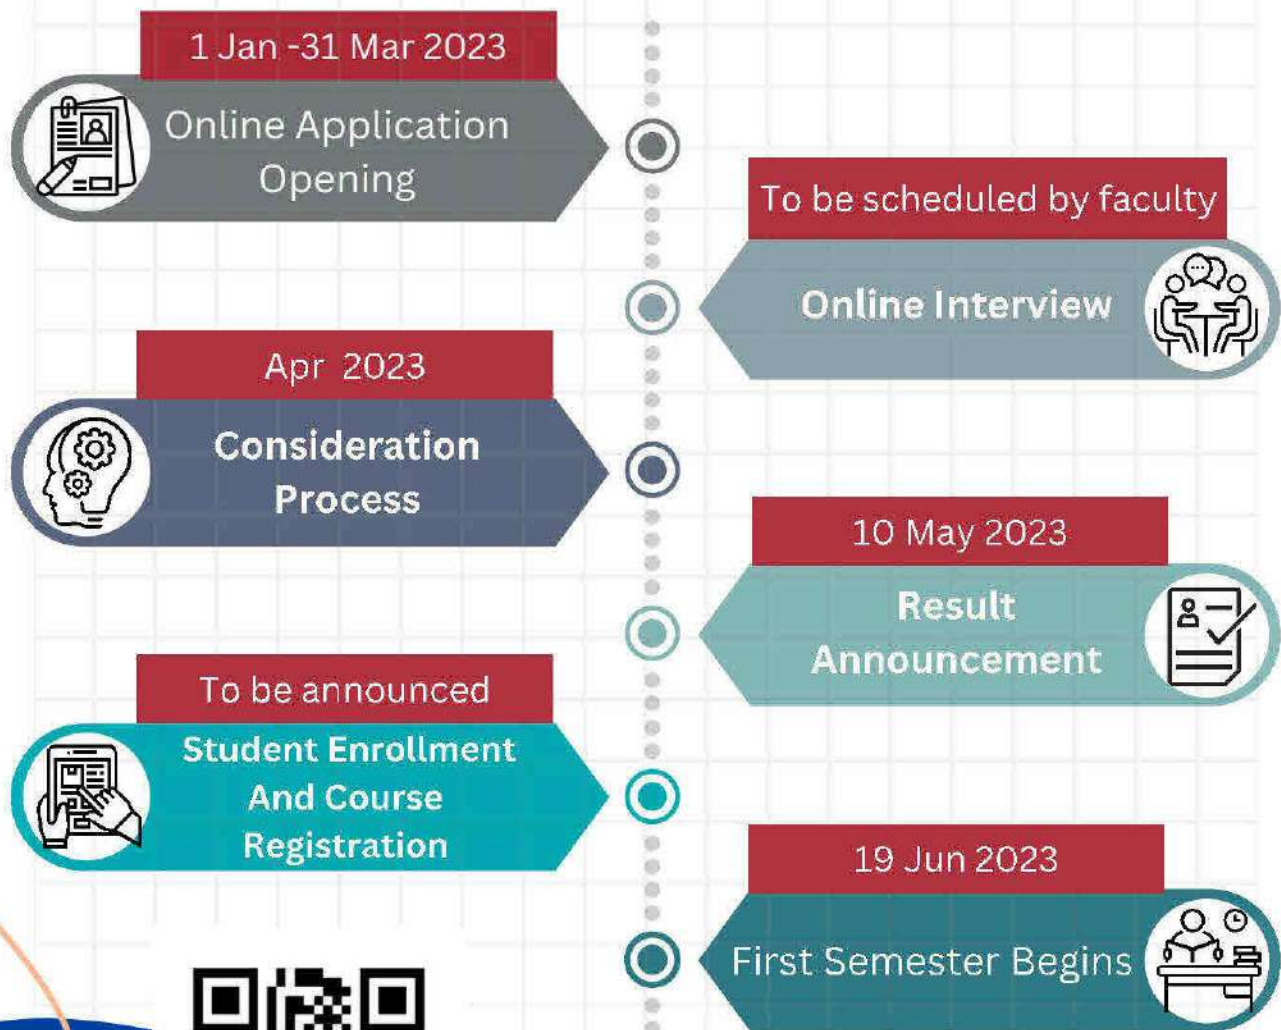 1 Jan -31 Mar 2023
Online Application
Opening
To be scheduled by faculty
Online Interview
Apr 2023
Consideration
Process
10 May 2023
Result
Announcement
To be announced
Student Enrollment
And Course
Registration
19 Jun 2023
First Semester Begins